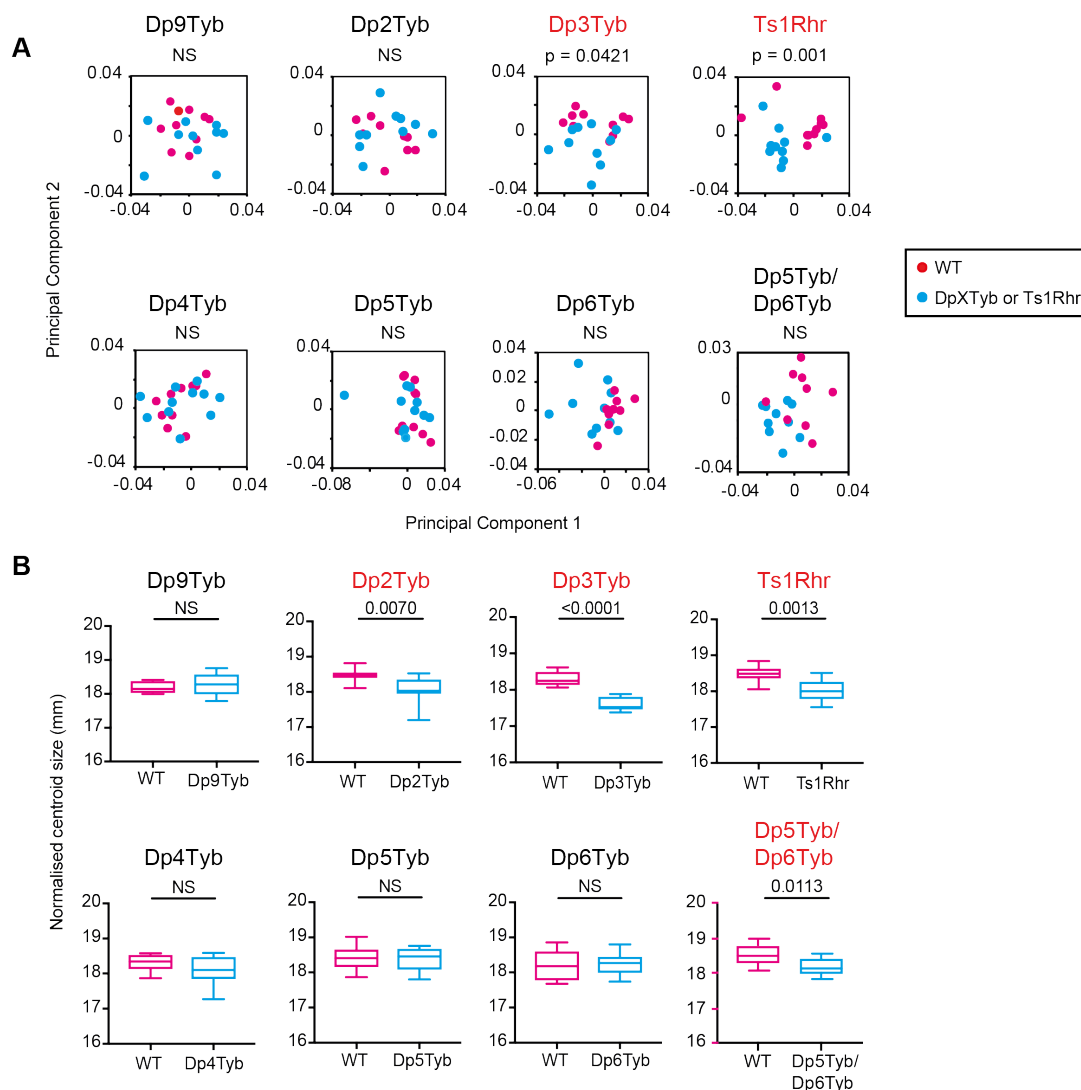 A
Dp9Tyb Dp2Tyb Dp3Tyb Ts1Rhr
NS NS p = 0.0421 p = 0.001
0.04 0.04 0.04 0.04
0 0 0 0
-0.04 -0.04 -0.04 -0.04
-0.04 0 0.04 -0.04 0 0.04 -0.04 0 0.04 -0.04 0 0.04
Principal Component 2
WT
DpXTyb or Ts1Rhr
Dp4Tyb Dp5Tyb Dp6Tyb Dp5Tyb/
Dp6Tyb
NS NS NS NS
0.04 0.04 0.04 0.03
0.02
0 0 0 0
-0.02
-0.04 -0.04 -0.04 -0.04
-0.04 0 0.04 -0.08 0 0.04 -0.06 0 0.04 -0.04 0 0.04
Principal Component 1
B
Dp9Tyb Dp2Tyb Dp3Tyb Ts1Rhr
NS 0.0070 <0.0001 0.0013
20 20 20 20
19 19 19 19
18 18 18 18
17 17 17 17
16 16 16 16
WT Dp9Tyb WT Dp2Tyb WT Dp3Tyb WT Ts1Rhr
Normalised centroid size (mm)
Dp4Tyb Dp5Tyb Dp6Tyb Dp5Tyb/
Dp6Tyb
NS NS NS 0.0113
20 20 20 20
19 19 19 19
18 18 18 18
17 17 17 17
16 16 16 16
WT Dp4Tyb WT Dp5Tyb WT Dp6Tyb WT Dp5Tyb/
Dp6Tyb